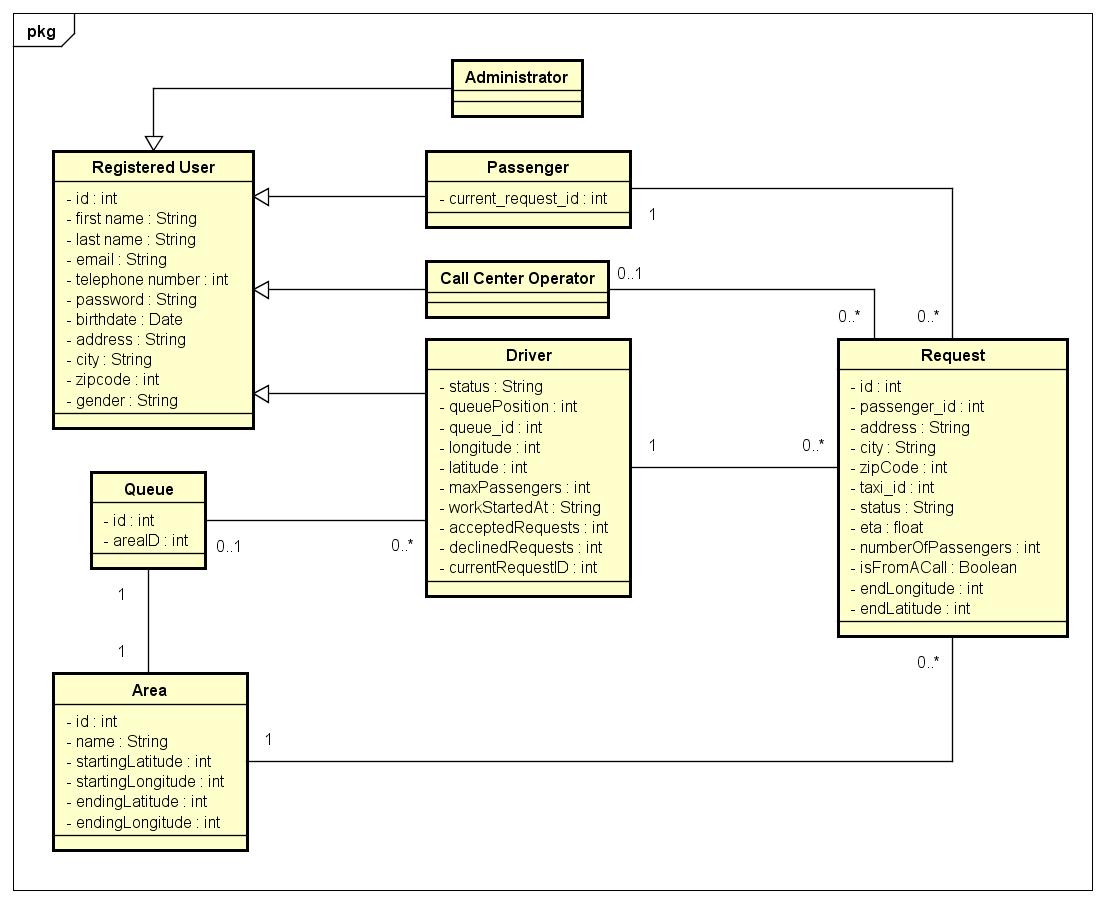 pkg
Administrator
Registered User
- id : int
- first name : String
- last name : String
- email : String
- telephone number : int
- password : String
- birthdate : Date
- address : String
- city : String
- zipcode : int
- gender : String
Passenger
- current_request_id : int
1
Call Center Operator
0..1
0..*
0..*
Driver
- status : String
- queuePosition : int
- queue_id : int
- longitude : int
- latitude : int
- maxPassengers : int
- workStartedAt : String
- acceptedRequests : int
- declinedRequests : int
- currentRequestID : int
1
0..*
Request
- id : int
- passenger_id : int
- address : String
- city : String
- zipCode : int
- taxi_id : int
- status : String
- eta : float
- numberOfPassengers : int
- isFromACall : Boolean
- endLongitude : int
- endLatitude : int
0..*
Queue
- id : int
- areaID : int
0..1
0..*
1
1
Area
- id : int
- name : String
- startingLatitude : int
- startingLongitude : int
- endingLatitude : int
- endingLongitude : int
1